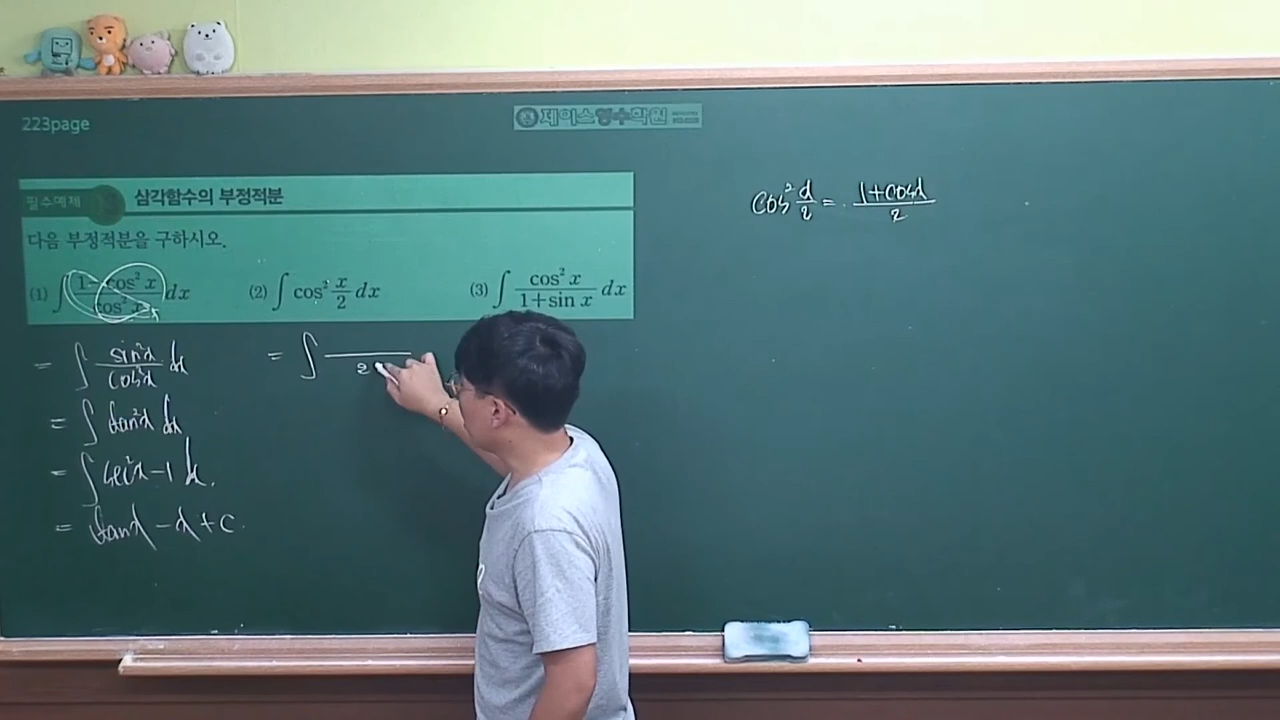 223page
제이스영수학원
필수예제
삼각함수의 부정적분
다음 부정적분을 구하시오.
(1) ∫ (1−cos²x)/(cos²x) dx (2) ∫ cos² x/2 dx (3) ∫ cos²x/(1+sin x) dx
= ∫ sin²x/cos²x dx
= ∫ tan²x dx
= ∫ sec²x−1 dx.
= tanx − x + C.
= ∫ /2
cos² x/2 = (1+cosx)/2